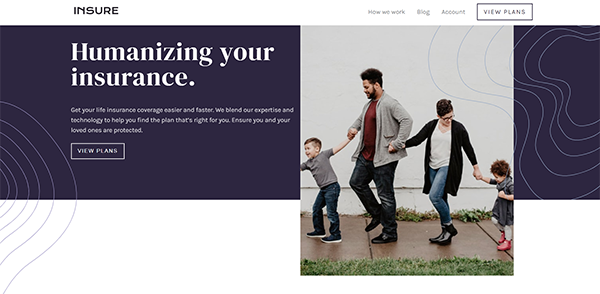 INSURE
How we work
Blog
Account
VIEW PLANS
Humanizing your
insurance.
Get your life insurance coverage easier and faster. We blend our expertise and
technology to help you find the plan that's right for you. Ensure you and your
loved ones are protected.
VIEW PLANS